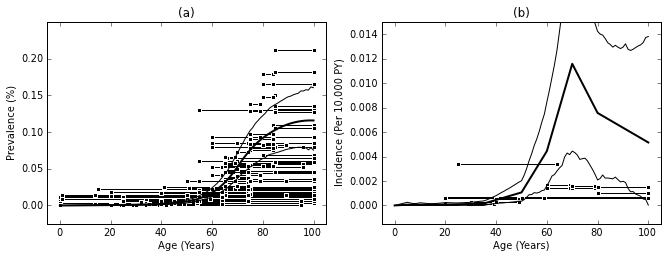 (a)
Prevalence (%)
0.20
0.15
0.10
0.05
0.00
0 20 40 60 80 100
Age (Years)
(b)
Incidence (Per 10,000 PY)
0.014
0.012
0.010
0.008
0.006
0.004
0.002
0.000
0 20 40 60 80 100
Age (Years)